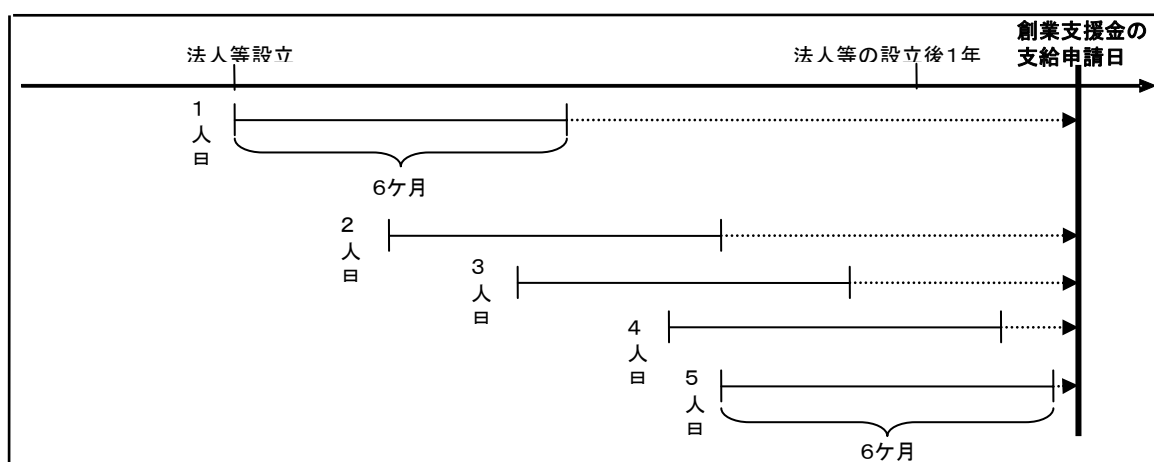 創業支援金の
支給申請日
法人等設立
法人等の設立後1年
1人目
6ケ月
2人目
3人目
4人目
5人目
6ケ月